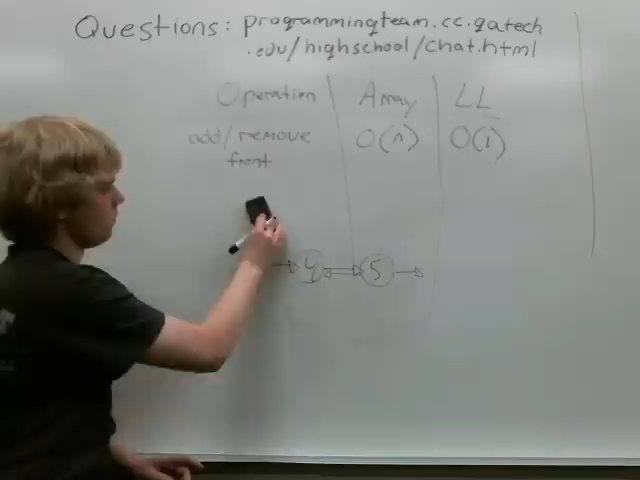 Questions: programmingteam.cc.gatech
.edu/highschool/chat.html
Operation Array LL
add/remove O(n) O(1)
front
4 5